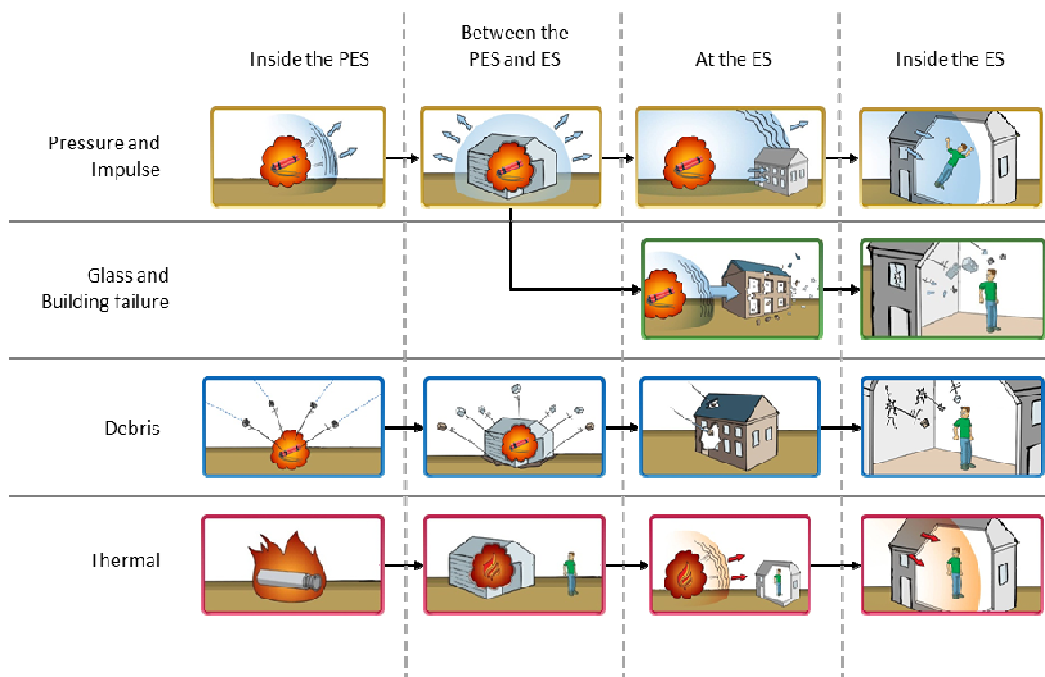 Inside the PES
Between the
PES and ES
At the ES
Inside the ES
Pressure and
Impulse
Glass and
Building failure
Debris
Thermal